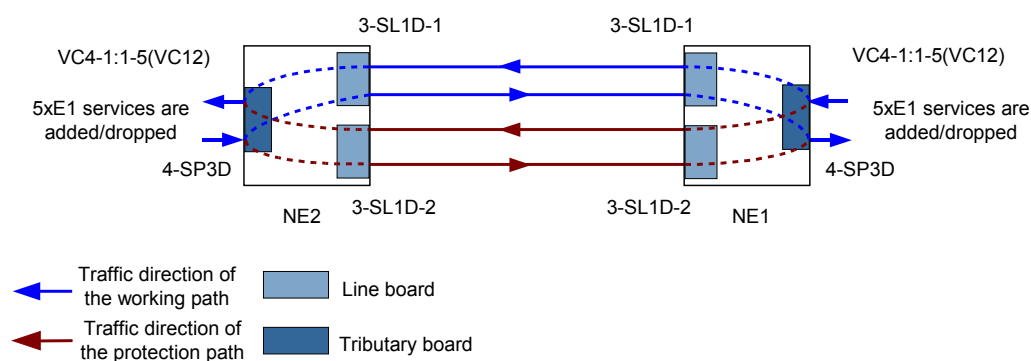 3-SL1D-1
3-SL1D-1
VC4-1:1-5(VC12)
VC4-1:1-5(VC12)
5xE1 services are
added/dropped
5xE1 services are
added/dropped
4-SP3D
4-SP3D
3-SL1D-2
3-SL1D-2
NE2
NE1
Traffic direction of
the working path
Line board
Traffic direction of
the protection path
Tributary board